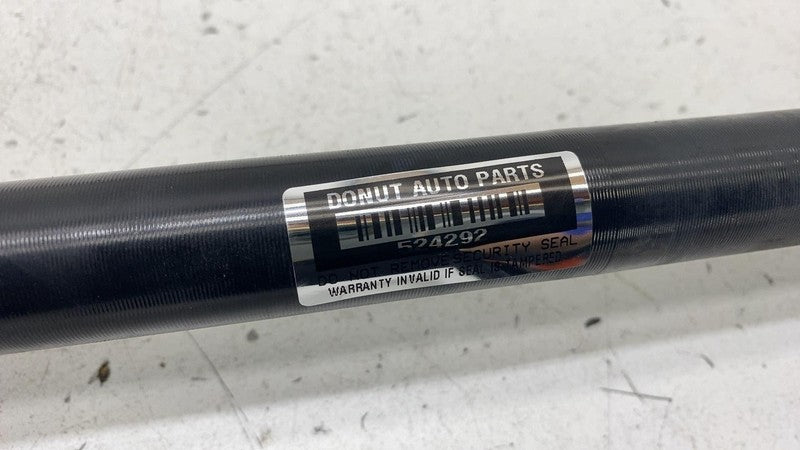 DONUT AUTO PARTS
524292
DO NOT REMOVE SECURITY SEAL
WARRANTY INVALID IF SEAL IS TAMPERED